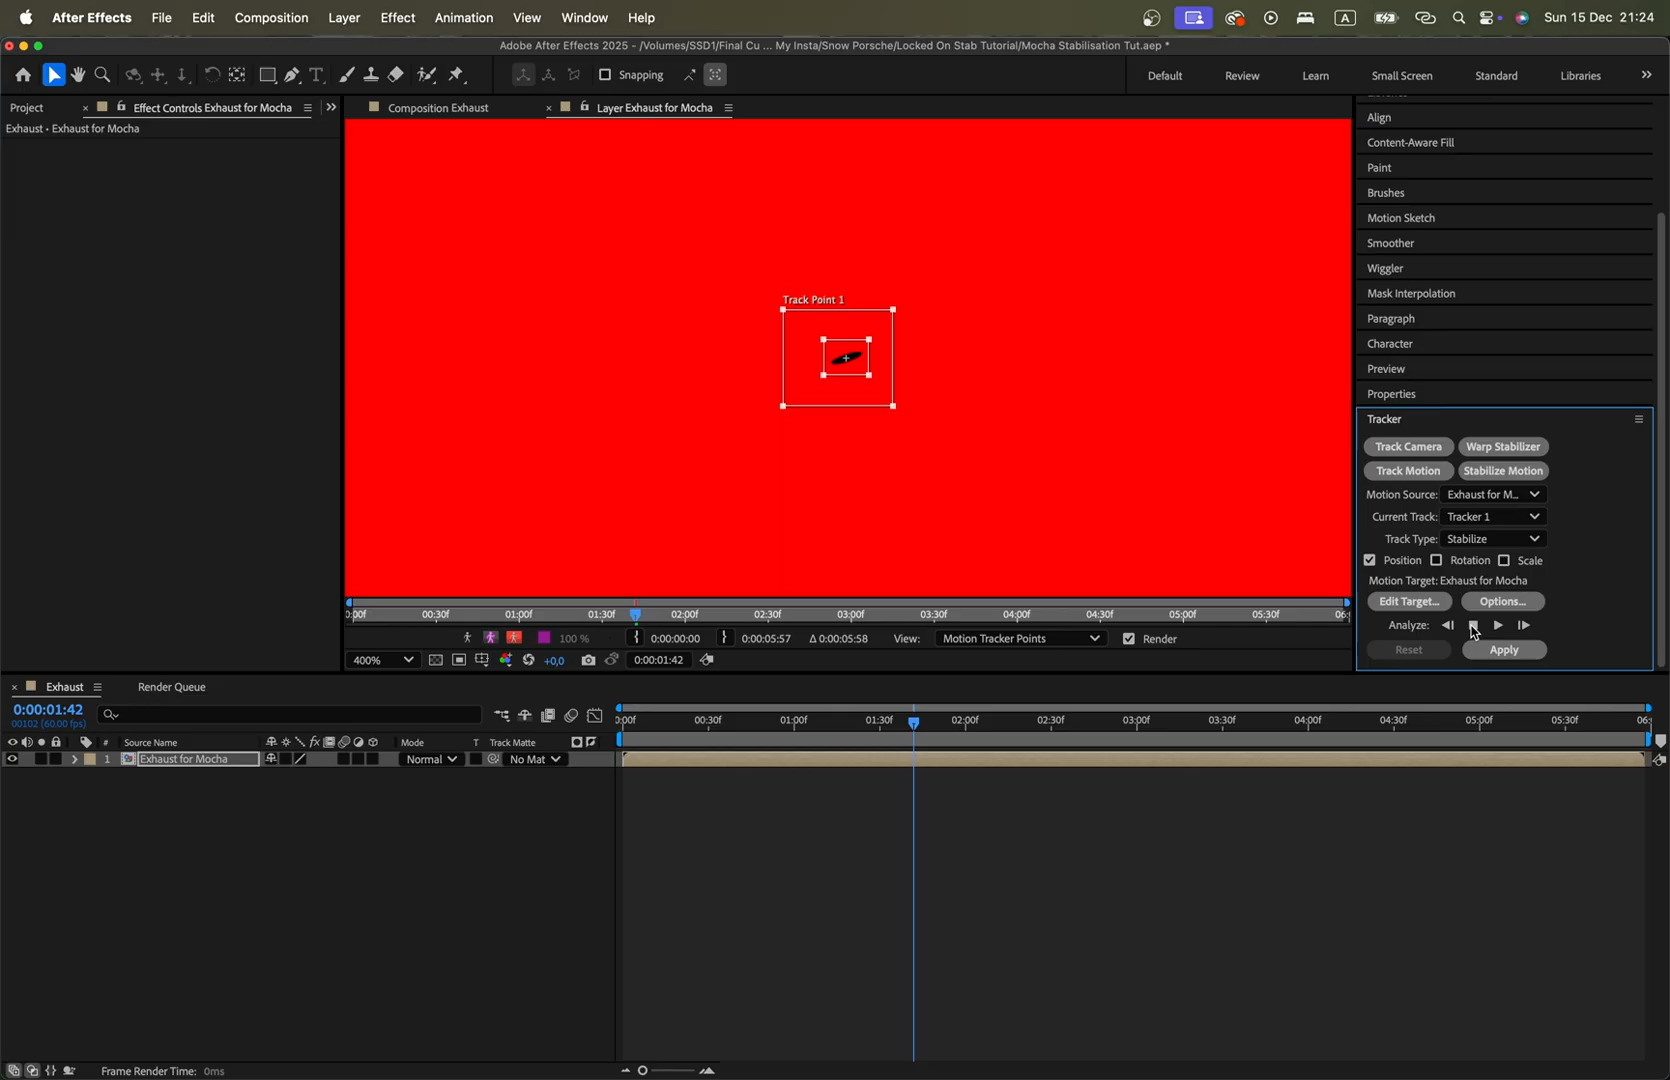 After Effects File Edit Composition Layer Effect Animation View Window Help A Sun 15 Dec 21:24
Adobe After Effects 2025 - /Volumes/SSD1/Final Cu ... My Insta/Snow Porsche/Locked On Stab Tutorial/Mocha Stabilisation Tut.aep *
Snapping Default Review Learn Small Screen Standard Libraries
Project Effect Controls Exhaust for Mocha Composition Exhaust Layer Exhaust for Mocha
Exhaust • Exhaust for Mocha
Align
Content-Aware Fill
Paint
Brushes
Motion Sketch
Smoother
Wiggler
Mask Interpolation
Paragraph
Character
Preview
Properties
Track Point 1
Tracker
Track Camera Warp Stabilizer
Track Motion Stabilize Motion
Motion Source: Exhaust for M...
Current Track: Tracker 1
Track Type: Stabilize
Position Rotation Scale
Motion Target: Exhaust for Mocha
Edit Target... Options...
Analyze:
Reset Apply
:00f 00:30f 01:00f 01:30f 02:00f 02:30f 03:00f 03:30f 04:00f 04:30f 05:00f 05:30f 06:
100 % 0:00:00:00 0:00:05:57 Δ 0:00:05:58 View: Motion Tracker Points Render
400% +0,0 0:00:01:42
Exhaust Render Queue
0:00:01:42
00102 (60.00 fps)
:00f 00:30f 01:00f 01:30f 02:00f 02:30f 03:00f 03:30f 04:00f 04:30f 05:00f 05:30f 06:
# Source Name fx Mode T Track Matte
1 Exhaust for Mocha Normal No Mat
Frame Render Time: 0ms